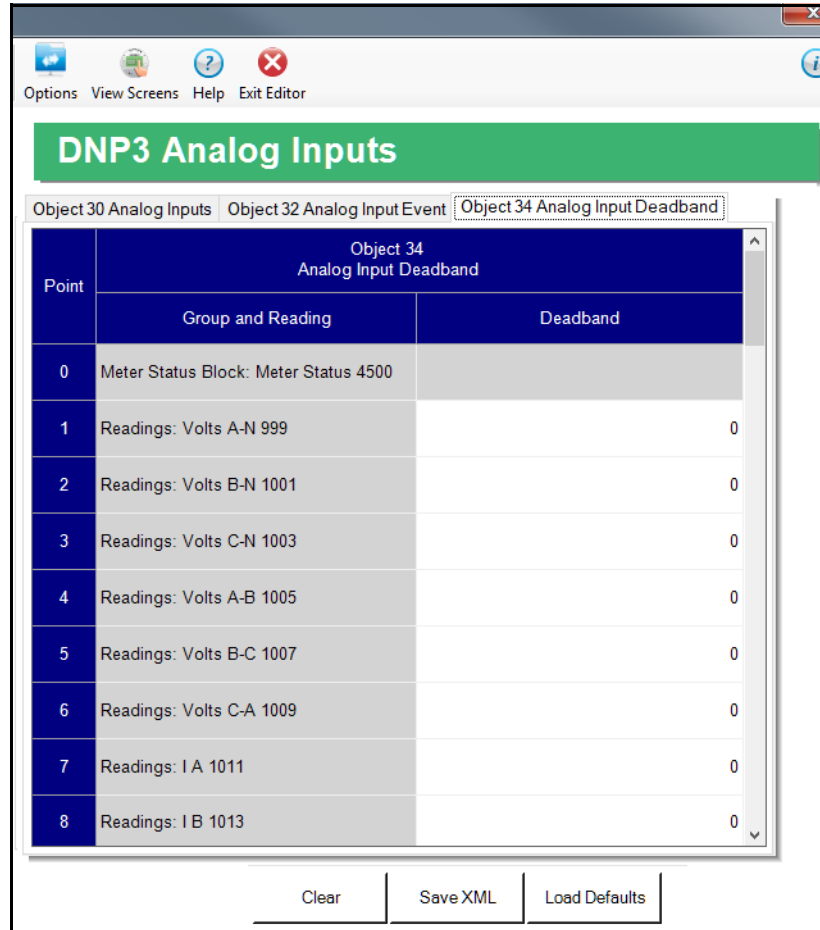 Options View Screens Help Exit Editor
DNP3 Analog Inputs
Object 30 Analog Inputs Object 32 Analog Input Event Object 34 Analog Input Deadband
Point
Object 34
Analog Input Deadband
Group and Reading Deadband
0 Meter Status Block: Meter Status 4500
1 Readings: Volts A-N 999 0
2 Readings: Volts B-N 1001 0
3 Readings: Volts C-N 1003 0
4 Readings: Volts A-B 1005 0
5 Readings: Volts B-C 1007 0
6 Readings: Volts C-A 1009 0
7 Readings: I A 1011 0
8 Readings: I B 1013 0
Clear Save XML Load Defaults